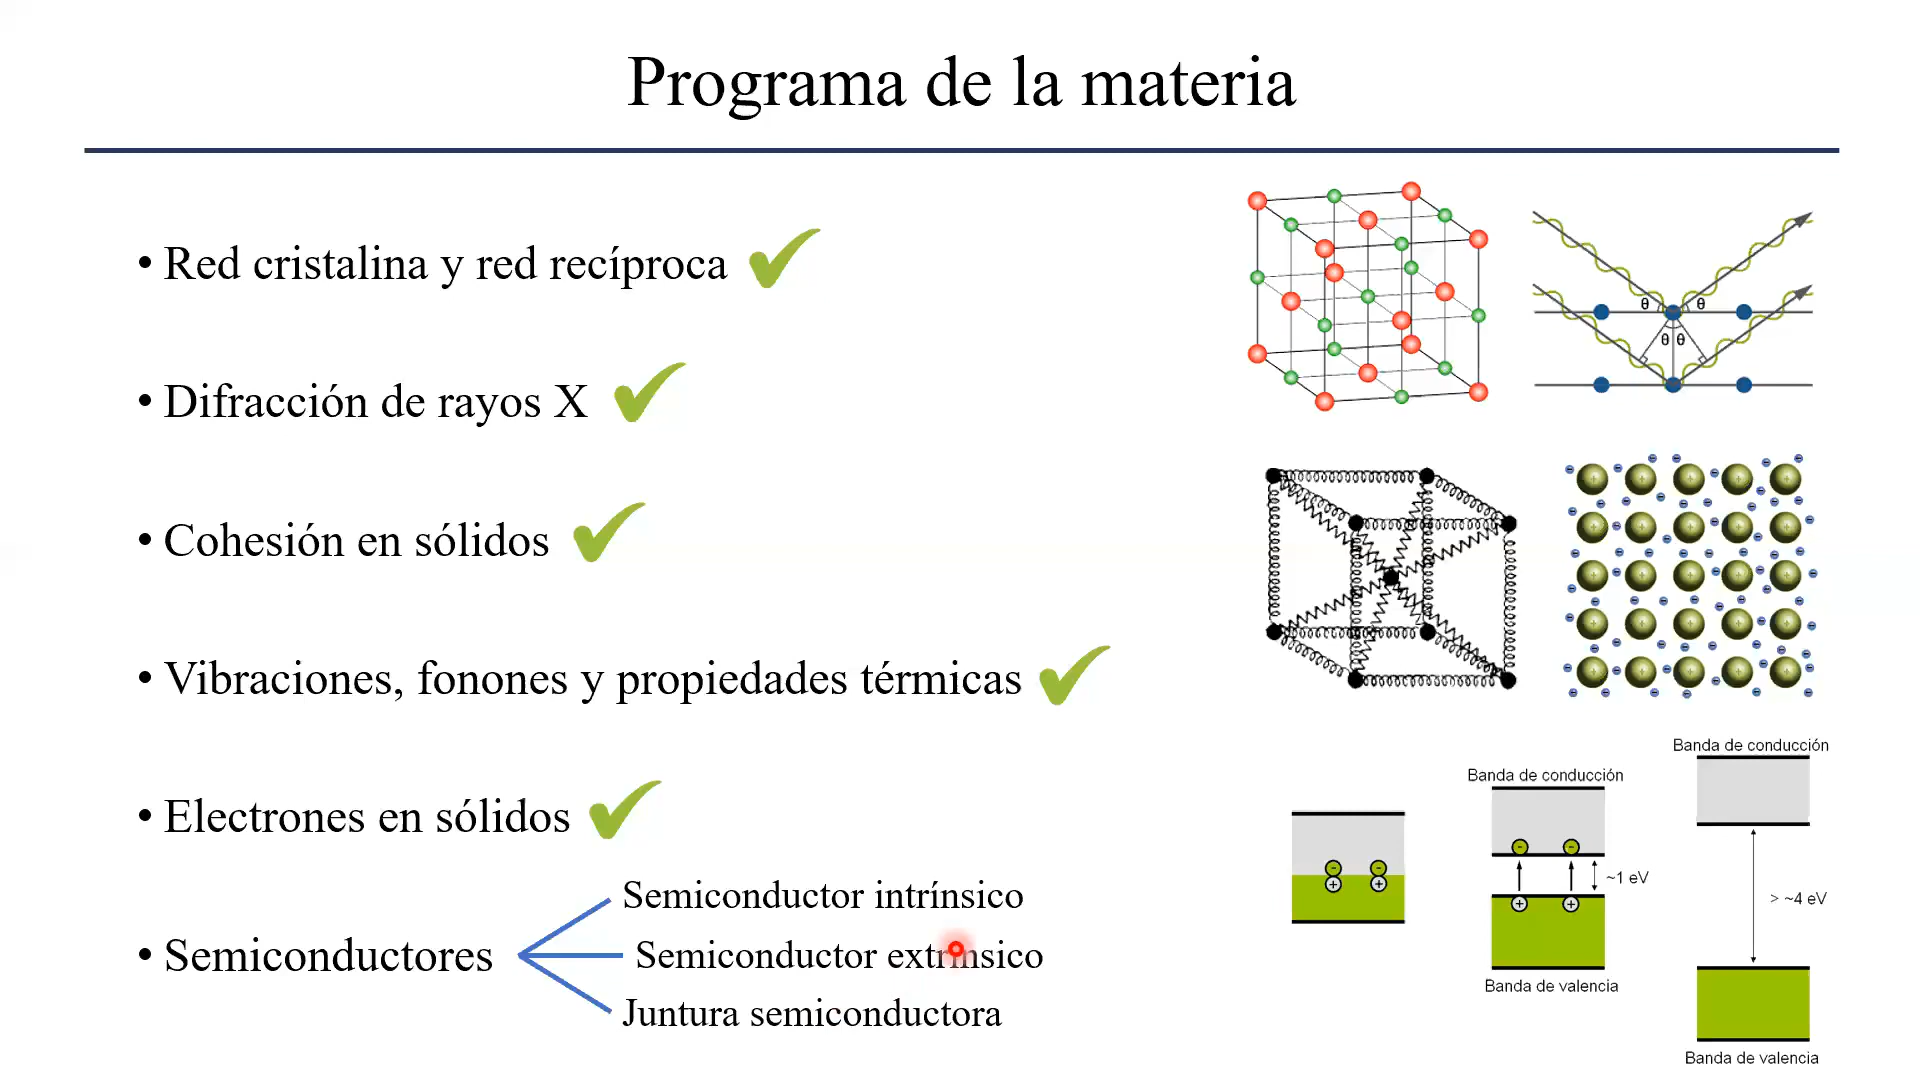 Programa de la materia
• Red cristalina y red recíproca
• Difracción de rayos X
• Cohesión en sólidos
• Vibraciones, fonones y propiedades térmicas
• Electrones en sólidos
• Semiconductores
Semiconductor intrínsico
Semiconductor extrínsico
Juntura semiconductora
θ θ
θ θ
Banda de conducción
~1 eV
Banda de valencia
Banda de conducción
> ~4 eV
Banda de valencia